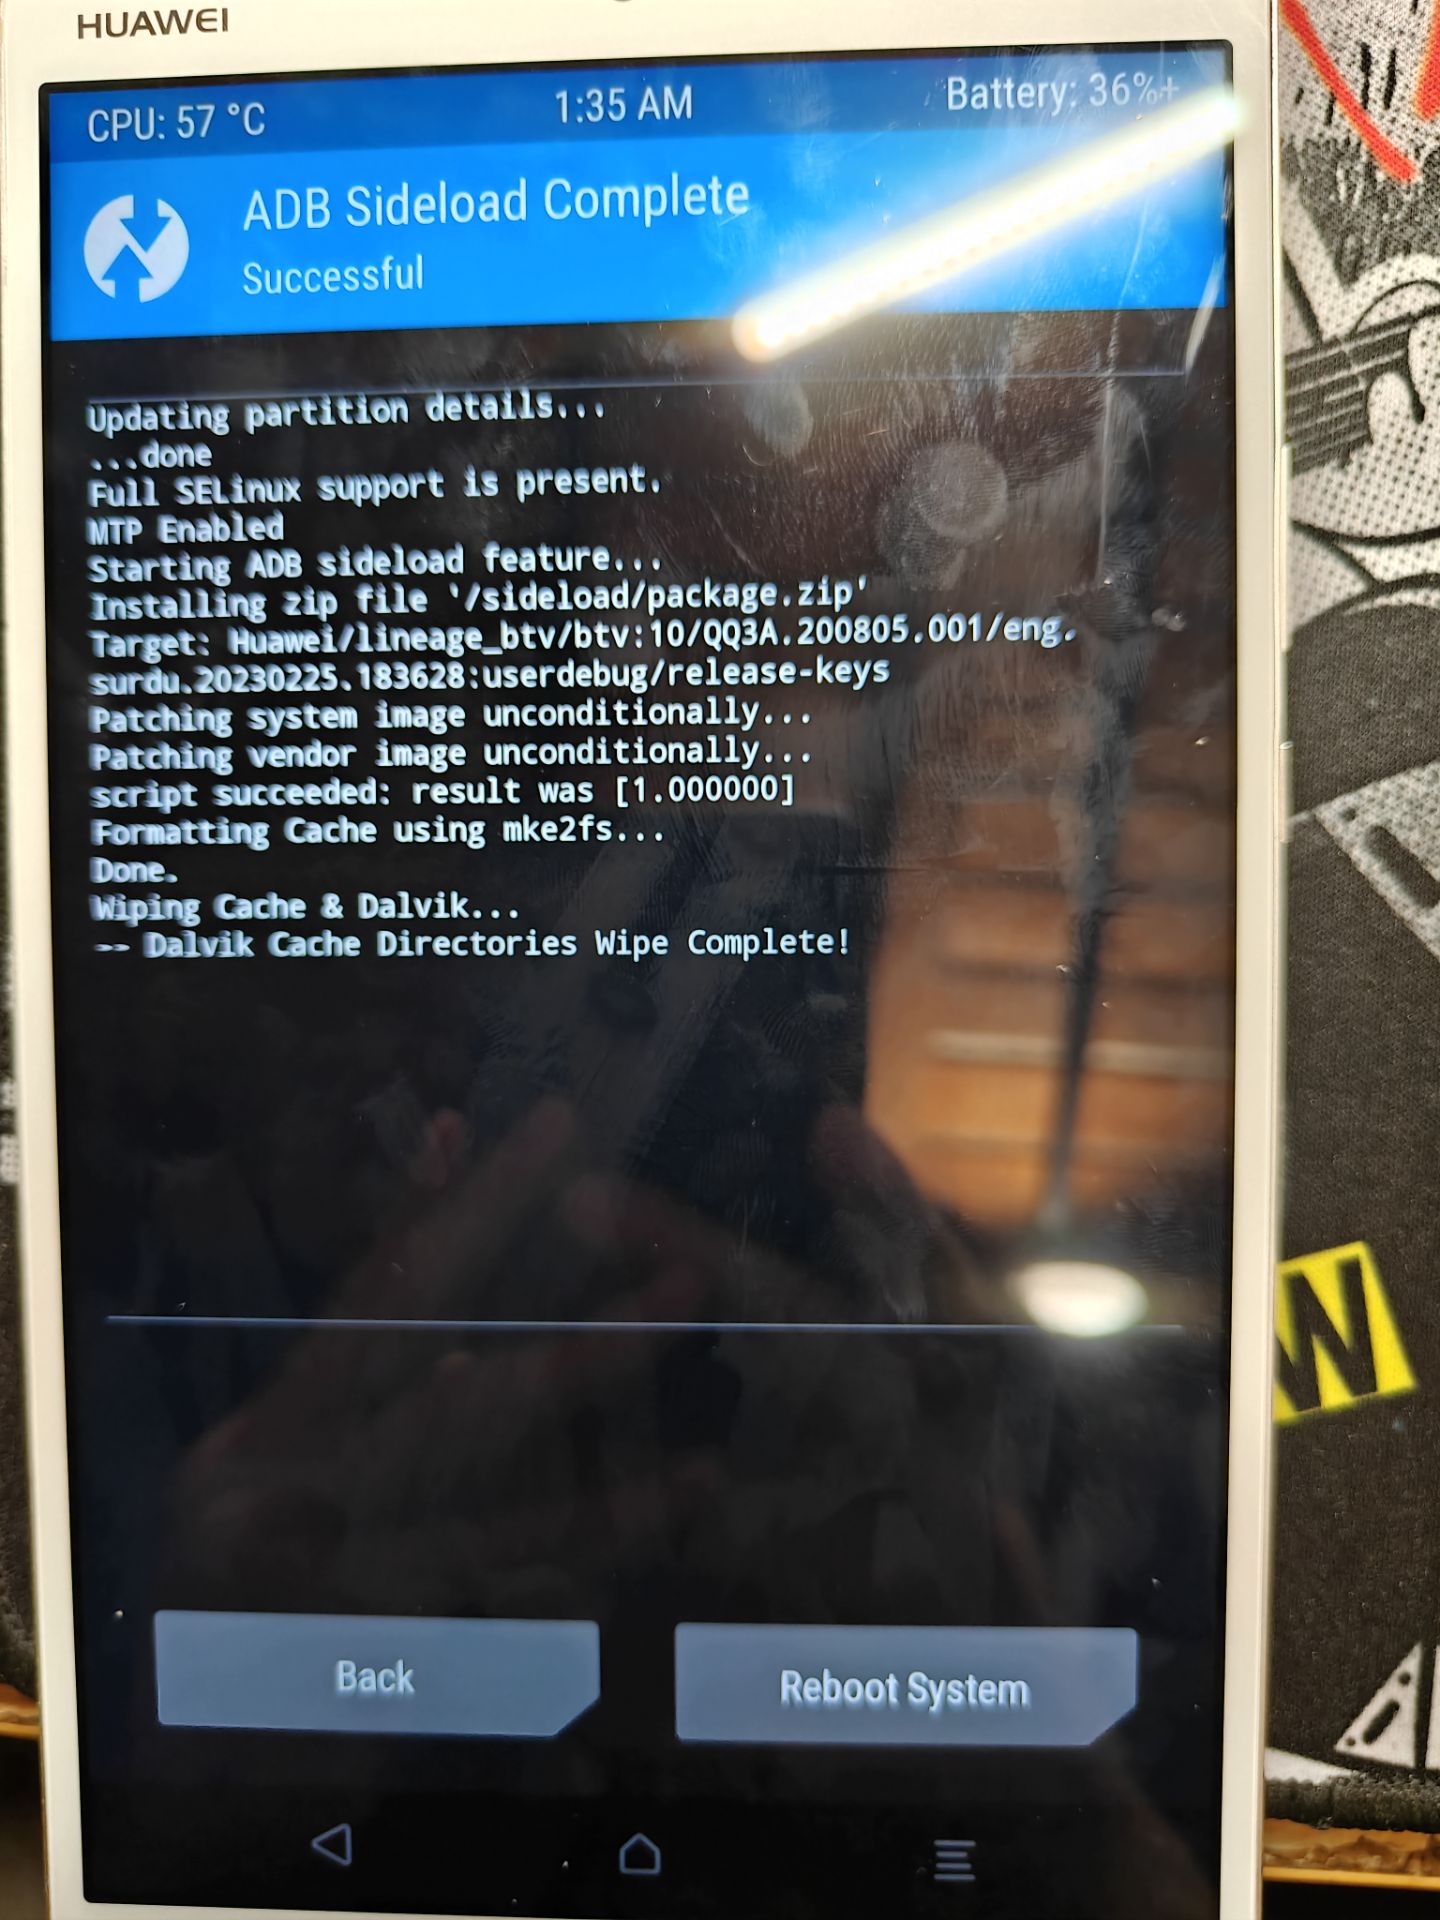 HUAWEI
CPU: 57 °C 1:35 AM Battery: 36%+
ADB Sideload Complete
Successful
Updating partition details...
...done
Full SELinux support is present.
MTP Enabled
Starting ADB sideload feature...
Installing zip file '/sideload/package.zip'
Target: Huawei/lineage_btv/btv:10/QQ3A.200805.001/eng.
surdu.20230225.183628:userdebug/release-keys
Patching system image unconditionally...
Patching vendor image unconditionally...
script succeeded: result was [1.000000]
Formatting Cache using mke2fs...
Done.
Wiping Cache & Dalvik...
-- Dalvik Cache Directories Wipe Complete!
W
Back Reboot System